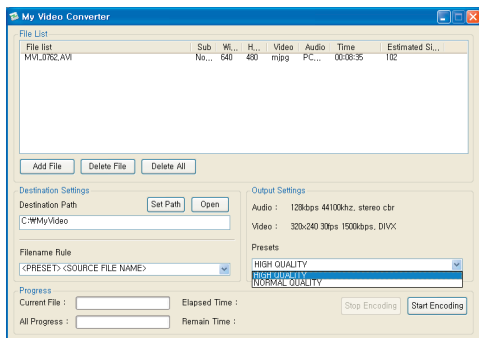 My Video Converter
File List
File list Sub Wi,,, H,,, Video Audio Time Estimated Si,,,
MVI_0762,AVI No,,, 640 480 mjpg PC,,, 00:08:35 102
Add File Delete File Delete All
Destination Settings
Destination Path Set Path Open
C:₩MyVideo
Filename Rule
<PRESET><SOURCE FILE NAME>
Output Settings
Audio : 128kbps 44100khz, stereo cbr
Video : 320x240 30fps 1500kbps, DIVX
Presets
HIGH QUALITY
HIGH QUALITY
NORMAL QUALITY
Progress
Current File : Elapsed Time :
All Progress : Remain Time :
Stop Encoding Start Encoding